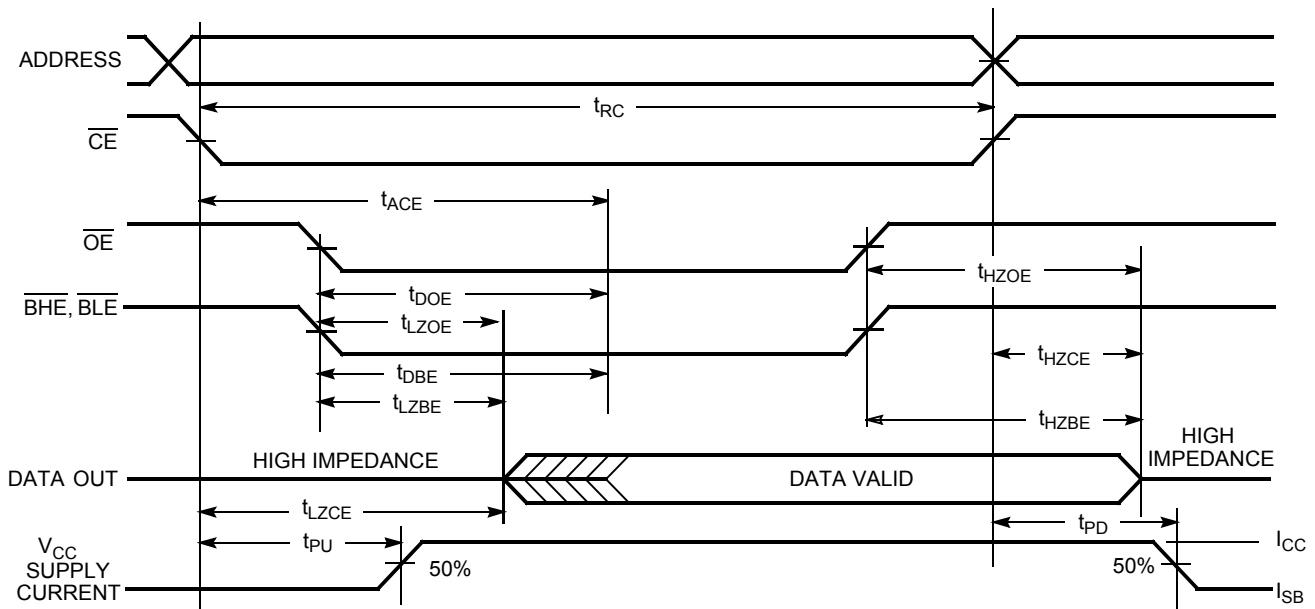 ADDRESS
tRC
CE
tACE
OE
tHZOE
tDOE
BHE, BLE
tLZOE
tHZCE
tDBE
tLZBE
tHZBE
HIGH
IMPEDANCE
HIGH IMPEDANCE
DATA OUT
DATA VALID
tLZCE
tPD
VCC
SUPPLY
CURRENT
tPU
50%
50%
ICC
ISB